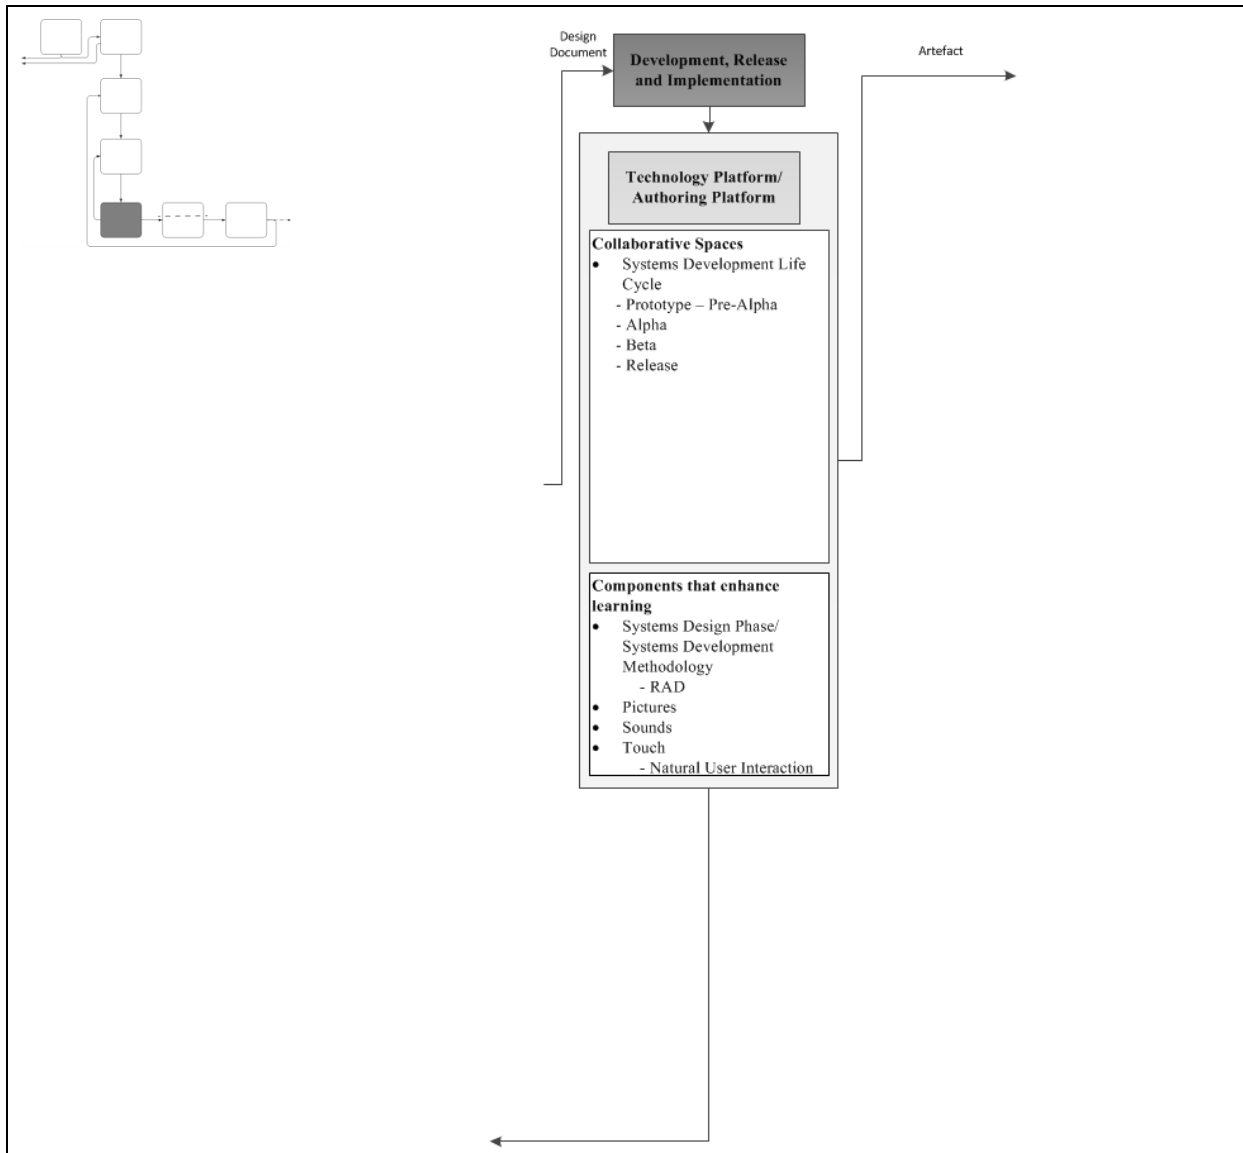 Design
Document
Development, Release
and Implementation
Artefact
Technology Platform/
Authoring Platform
Collaborative Spaces
• Systems Development Life
Cycle
- Prototype – Pre-Alpha
- Alpha
- Beta
- Release
Components that enhance
learning
• Systems Design Phase/
Systems Development
Methodology
- RAD
• Pictures
• Sounds
• Touch
- Natural User Interaction